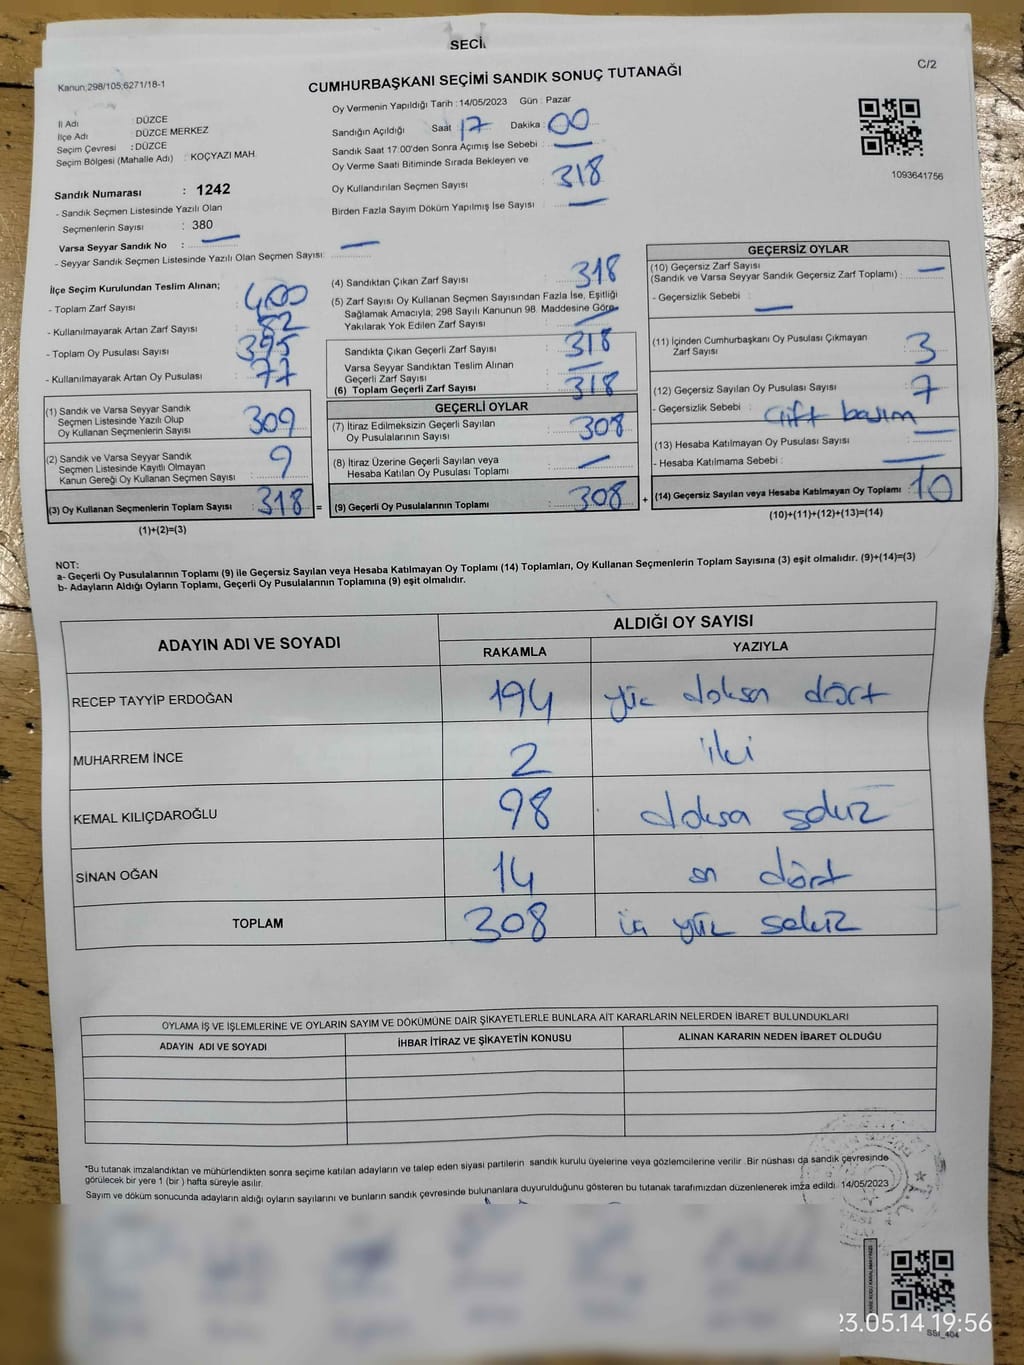 SECİ
Kanun;298/105;6271/18-1
C/2
CUMHURBAŞKANI SEÇİMİ SANDIK SONUÇ TUTANAĞI
İl Adı : DÜZCE
İlçe Adı : DÜZCE MERKEZ
Seçim Çevresi : DÜZCE
Seçim Bölgesi (Mahalle Adı) : KOÇYAZI MAH.
Oy Vermenin Yapıldığı Tarih : 14/05/2023 Gün : Pazar
Sandığın Açıldığı Saat 17 Dakika : 00
Sandık Saat 17:00'den Sonra Açımış İse Sebebi : —
Oy Verme Saati Bitiminde Sırada Bekleyen ve
Oy Kullandırılan Seçmen Sayısı : 318
Birden Fazla Sayım Döküm Yapılmış İse Sayısı : —
1093641756
Sandık Numarası : 1242
- Sandık Seçmen Listesinde Yazılı Olan
Seçmenlerin Sayısı : 380
Varsa Seyyar Sandık No : —
- Seyyar Sandık Seçmen Listesinde Yazılı Olan Seçmen Sayısı: —
İlçe Seçim Kurulundan Teslim Alınan;
- Toplam Zarf Sayısı : 400
- Kullanılmayarak Artan Zarf Sayısı : 82
- Toplam Oy Pusulası Sayısı : 395
- Kullanılmayarak Artan Oy Pusulası : 77
(1) Sandık ve Varsa Seyyar Sandık
Seçmen Listesinde Yazılı Olup
Oy Kullanan Seçmenlerin Sayısı : 309
(2) Sandık ve Varsa Seyyar Sandık
Seçmen Listesinde Kayıtlı Olmayan
Kanun Gereği Oy Kullanan Seçmen Sayısı : 9
(3) Oy Kullanan Seçmenlerin Toplam Sayısı : 318 =
(1)+(2)=(3)
(4) Sandıktan Çıkan Zarf Sayısı : 318
(5) Zarf Sayısı Oy Kullanan Seçmen Sayısından Fazla İse, Eşitliği
Sağlamak Amacıyla; 298 Sayılı Kanunun 98. Maddesine Göre
Yakılarak Yok Edilen Zarf Sayısı : —
Sandıkta Çıkan Geçerli Zarf Sayısı : 318
Varsa Seyyar Sandıktan Teslim Alınan
Geçerli Zarf Sayısı : —
(6) Toplam Geçerli Zarf Sayısı : 318
GEÇERLİ OYLAR
(7) İtiraz Edilmeksizin Geçerli Sayılan
Oy Pusulalarının Sayısı : 308
(8) İtiraz Üzerine Geçerli Sayılan veya
Hesaba Katılan Oy Pusulası Toplamı : —
(9) Geçerli Oy Pusulalarının Toplamı : 308 +
GEÇERSİZ OYLAR
(10) Geçersiz Zarf Sayısı
(Sandık ve Varsa Seyyar Sandık Geçersiz Zarf Toplamı) : —
- Geçersizlik Sebebi : —
(11) İçinden Cumhurbaşkanı Oy Pusulası Çıkmayan
Zarf Sayısı : 3
(12) Geçersiz Sayılan Oy Pusulası Sayısı : 7
- Geçersizlik Sebebi : Çift basım
(13) Hesaba Katılmayan Oy Pusulası Sayısı : —
- Hesaba Katılmama Sebebi : —
(14) Geçersiz Sayılan veya Hesaba Katılmayan Oy Toplamı : 10
(10)+(11)+(12)+(13)=(14)
NOT:
a- Geçerli Oy Pusulalarının Toplamı (9) ile Geçersiz Sayılan veya Hesaba Katılmayan Oy Toplamı (14) Toplamları, Oy Kullanan Seçmenlerin Toplam Sayısına (3) eşit olmalıdır. (9)+(14)=(3)
b- Adayların Aldığı Oyların Toplamı, Geçerli Oy Pusulalarının Toplamına (9) eşit olmalıdır.
ADAYIN ADI VE SOYADI ALDIĞI OY SAYISI
RAKAMLA YAZIYLA
RECEP TAYYİP ERDOĞAN 194 yüz doksan dört
MUHARREM İNCE 2 iki
KEMAL KILIÇDAROĞLU 98 doksan sekiz
SİNAN OĞAN 14 on dört
TOPLAM 308 üç yüz sekiz
OYLAMA İŞ VE İŞLEMLERİNE VE OYLARIN SAYIM VE DÖKÜMÜNE DAİR ŞİKAYETLERLE BUNLARA AİT KARARLARIN NELERDEN İBARET BULUNDUKLARI
ADAYIN ADI VE SOYADI İHBAR İTİRAZ VE ŞİKAYETİN KONUSU ALINAN KARARIN NEDEN İBARET OLDUĞU
*Bu tutanak imzalandıktan ve mühürlendikten sonra seçime katılan adayların ve talep eden siyasi partilerin sandık kurulu üyelerine veya gözlemcilerine verilir. Bir nüshası da sandık çevresinde
görülecek bir yere 1 (bir) hafta süreyle asılır.
Sayım ve döküm sonucunda adayların aldığı oyların sayılarını ve bunların sandık çevresinde bulunanlara duyurulduğunu gösteren bu tutanak tarafımızdan düzenlenerek imza edildi. 14/05/2023
23.05.14 19:56